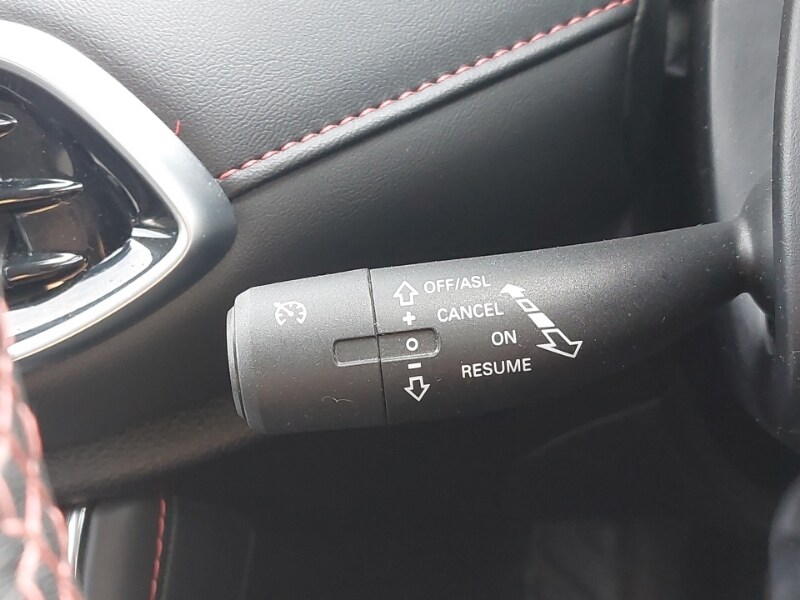 OFF/ASL
+ CANCEL
O ON
- RESUME